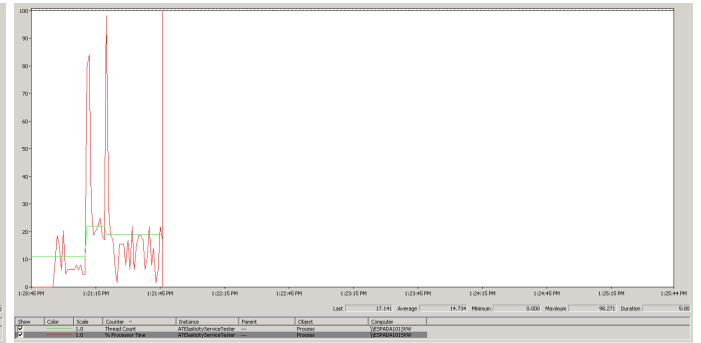 100
90
80
70
60
50
40
30
20
10
0
1:20:45 PM 1:21:15 PM 1:21:45 PM 1:22:15 PM 1:22:45 PM 1:23:15 PM 1:23:45 PM 1:24:15 PM 1:24:45 PM 1:25:15 PM 1:25:44 PM
Last 17.141 Average 14.734 Minimum 0.000 Maximum 98.271 Duration 5:00
Show Color Scale Counter Instance Parent Object Computer
1.0 Thread Count ATElasticityServiceTester --- Process \\ESPADA1015VW
1.0 % Processor Time ATElasticityServiceTester --- Process \\ESPADA1015VW